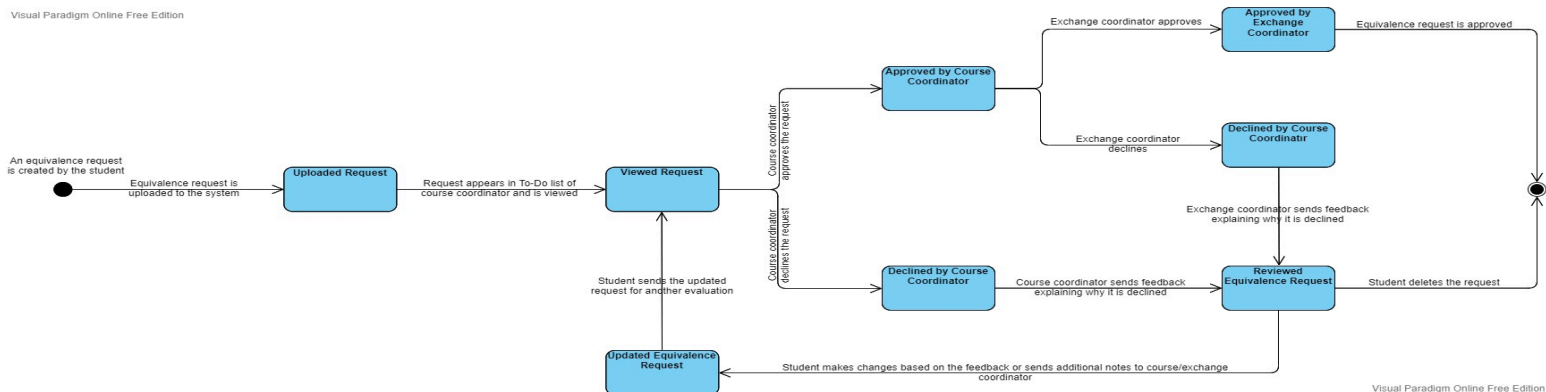 Visual Paradigm Online Free Edition
An equivalence request
is created by the student
Equivalence request is
uploaded to the system
Uploaded Request
Request appears in To-Do list of
course coordinator and is viewed
Viewed Request
Course coordinator
approves the request
Course coordinator
declines the request
Approved by Course
Coordinator
Exchange coordinator approves
Approved by
Exchange
Coordinator
Equivalence request is approved
Exchange coordinator
declines
Declined by Course
Coordinatır
Exchange coordinator sends feedback
explaining why it is declined
Declined by Course
Coordinator
Course coordinator sends feedback
explaining why it is declined
Reviewed
Equivalence Request
Student deletes the request
Student sends the updated
request for another evaluation
Updated Equivalence
Request
Student makes changes based on the feedback or sends additional notes to course/exchange
coordinator
Visual Paradigm Online Free Edition